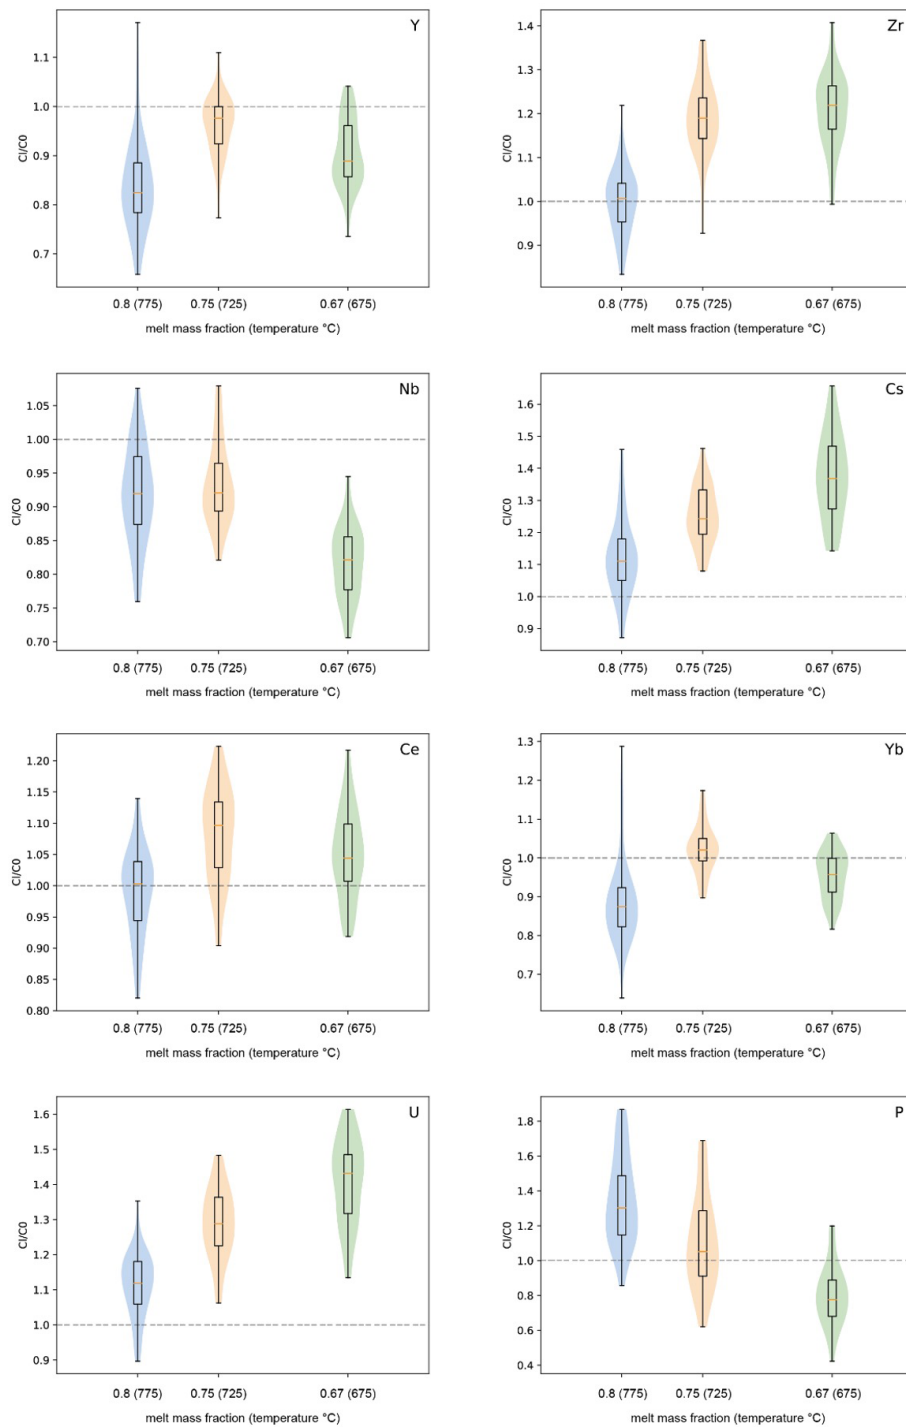 Y
1.1
1.0
0.9
0.8
0.7
Cl/C0
0.8 (775) 0.75 (725) 0.67 (675)
melt mass fraction (temperature °C)
Zr
1.4
1.3
1.2
1.1
1.0
0.9
Cl/C0
0.8 (775) 0.75 (725) 0.67 (675)
melt mass fraction (temperature °C)
Nb
1.05
1.00
0.95
0.90
0.85
0.80
0.75
0.70
Cl/C0
0.8 (775) 0.75 (725) 0.67 (675)
melt mass fraction (temperature °C)
Cs
1.6
1.5
1.4
1.3
1.2
1.1
1.0
0.9
Cl/C0
0.8 (775) 0.75 (725) 0.67 (675)
melt mass fraction (temperature °C)
Ce
1.20
1.15
1.10
1.05
1.00
0.95
0.90
0.85
0.80
Cl/C0
0.8 (775) 0.75 (725) 0.67 (675)
melt mass fraction (temperature °C)
Yb
1.3
1.2
1.1
1.0
0.9
0.8
0.7
Cl/C0
0.8 (775) 0.75 (725) 0.67 (675)
melt mass fraction (temperature °C)
U
1.6
1.5
1.4
1.3
1.2
1.1
1.0
0.9
Cl/C0
0.8 (775) 0.75 (725) 0.67 (675)
melt mass fraction (temperature °C)
P
1.8
1.6
1.4
1.2
1.0
0.8
0.6
0.4
Cl/C0
0.8 (775) 0.75 (725) 0.67 (675)
melt mass fraction (temperature °C)